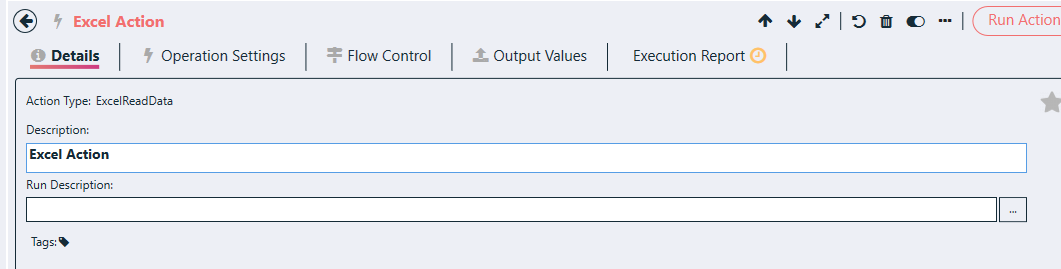 Excel Action
Run Action
Details
Operation Settings
Flow Control
Output Values
Execution Report
Action Type: ExcelReadData
Description:
Excel Action
Run Description:
...
Tags: